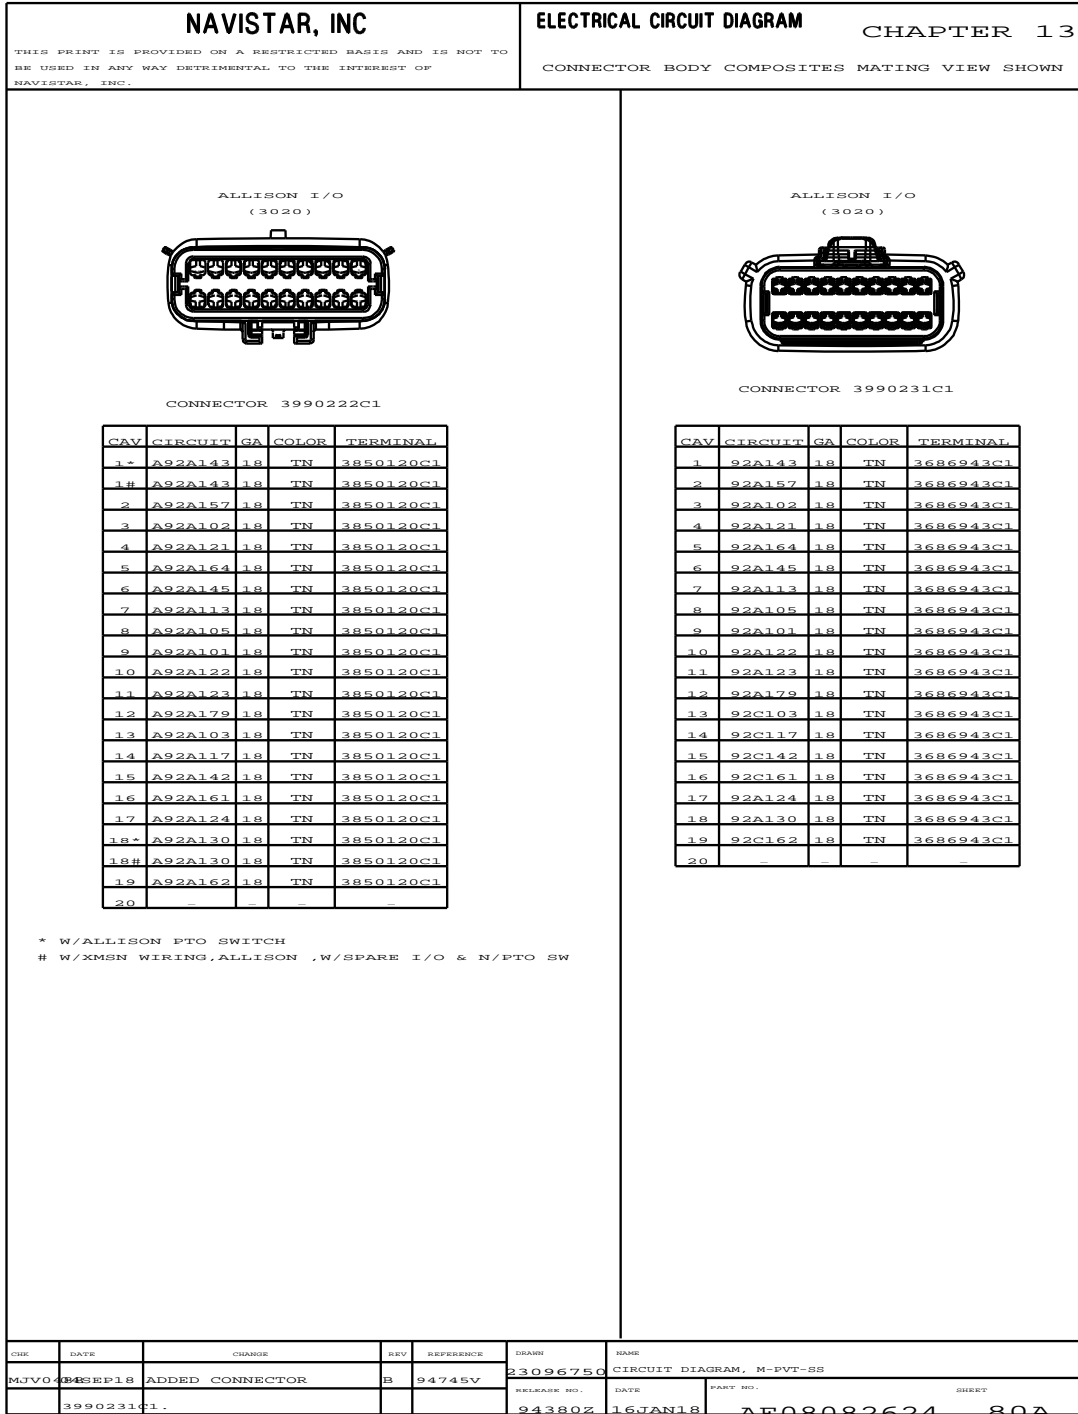 NAVISTAR, INC
THIS PRINT IS PROVIDED ON A RESTRICTED BASIS AND IS NOT TO
BE USED IN ANY WAY DETRIMENTAL TO THE INTEREST OF
NAVISTAR, INC.
ELECTRICAL CIRCUIT DIAGRAM
CHAPTER 13
CONNECTOR BODY COMPOSITES MATING VIEW SHOWN
ALLISON I/O
(3020)
CONNECTOR 3990222C1
CAV CIRCUIT GA COLOR TERMINAL
1* A92A143 18 TN 3850120C1
1# A92A143 18 TN 3850120C1
2 A92A157 18 TN 3850120C1
3 A92A102 18 TN 3850120C1
4 A92A121 18 TN 3850120C1
5 A92A164 18 TN 3850120C1
6 A92A145 18 TN 3850120C1
7 A92A113 18 TN 3850120C1
8 A92A105 18 TN 3850120C1
9 A92A101 18 TN 3850120C1
10 A92A122 18 TN 3850120C1
11 A92A123 18 TN 3850120C1
12 A92A179 18 TN 3850120C1
13 A92A103 18 TN 3850120C1
14 A92A117 18 TN 3850120C1
15 A92A142 18 TN 3850120C1
16 A92A161 18 TN 3850120C1
17 A92A124 18 TN 3850120C1
18* A92A130 18 TN 3850120C1
18# A92A130 18 TN 3850120C1
19 A92A162 18 TN 3850120C1
20 – – – –
* W/ALLISON PTO SWITCH
# W/XMSN WIRING,ALLISON ,W/SPARE I/O & N/PTO SW
ALLISON I/O
(3020)
CONNECTOR 3990231C1
CAV CIRCUIT GA COLOR TERMINAL
1 92A143 18 TN 3686943C1
2 92A157 18 TN 3686943C1
3 92A102 18 TN 3686943C1
4 92A121 18 TN 3686943C1
5 92A164 18 TN 3686943C1
6 92A145 18 TN 3686943C1
7 92A113 18 TN 3686943C1
8 92A105 18 TN 3686943C1
9 92A101 18 TN 3686943C1
10 92A122 18 TN 3686943C1
11 92A123 18 TN 3686943C1
12 92A179 18 TN 3686943C1
13 92C103 18 TN 3686943C1
14 92C117 18 TN 3686943C1
15 92C142 18 TN 3686943C1
16 92C161 18 TN 3686943C1
17 92A124 18 TN 3686943C1
18 92A130 18 TN 3686943C1
19 92C162 18 TN 3686943C1
20 – – – –
CHK DATE CHANGE REV REFERENCE
ADDED CONNECTOR B 94745V
3990231C1.
DRAWN
23096750
NAME
CIRCUIT DIAGRAM, M-PVT-SS
RELEASE NO.
94380Z
DATE
16JAN18
PART NO.
AE08082624
SHEET
80A